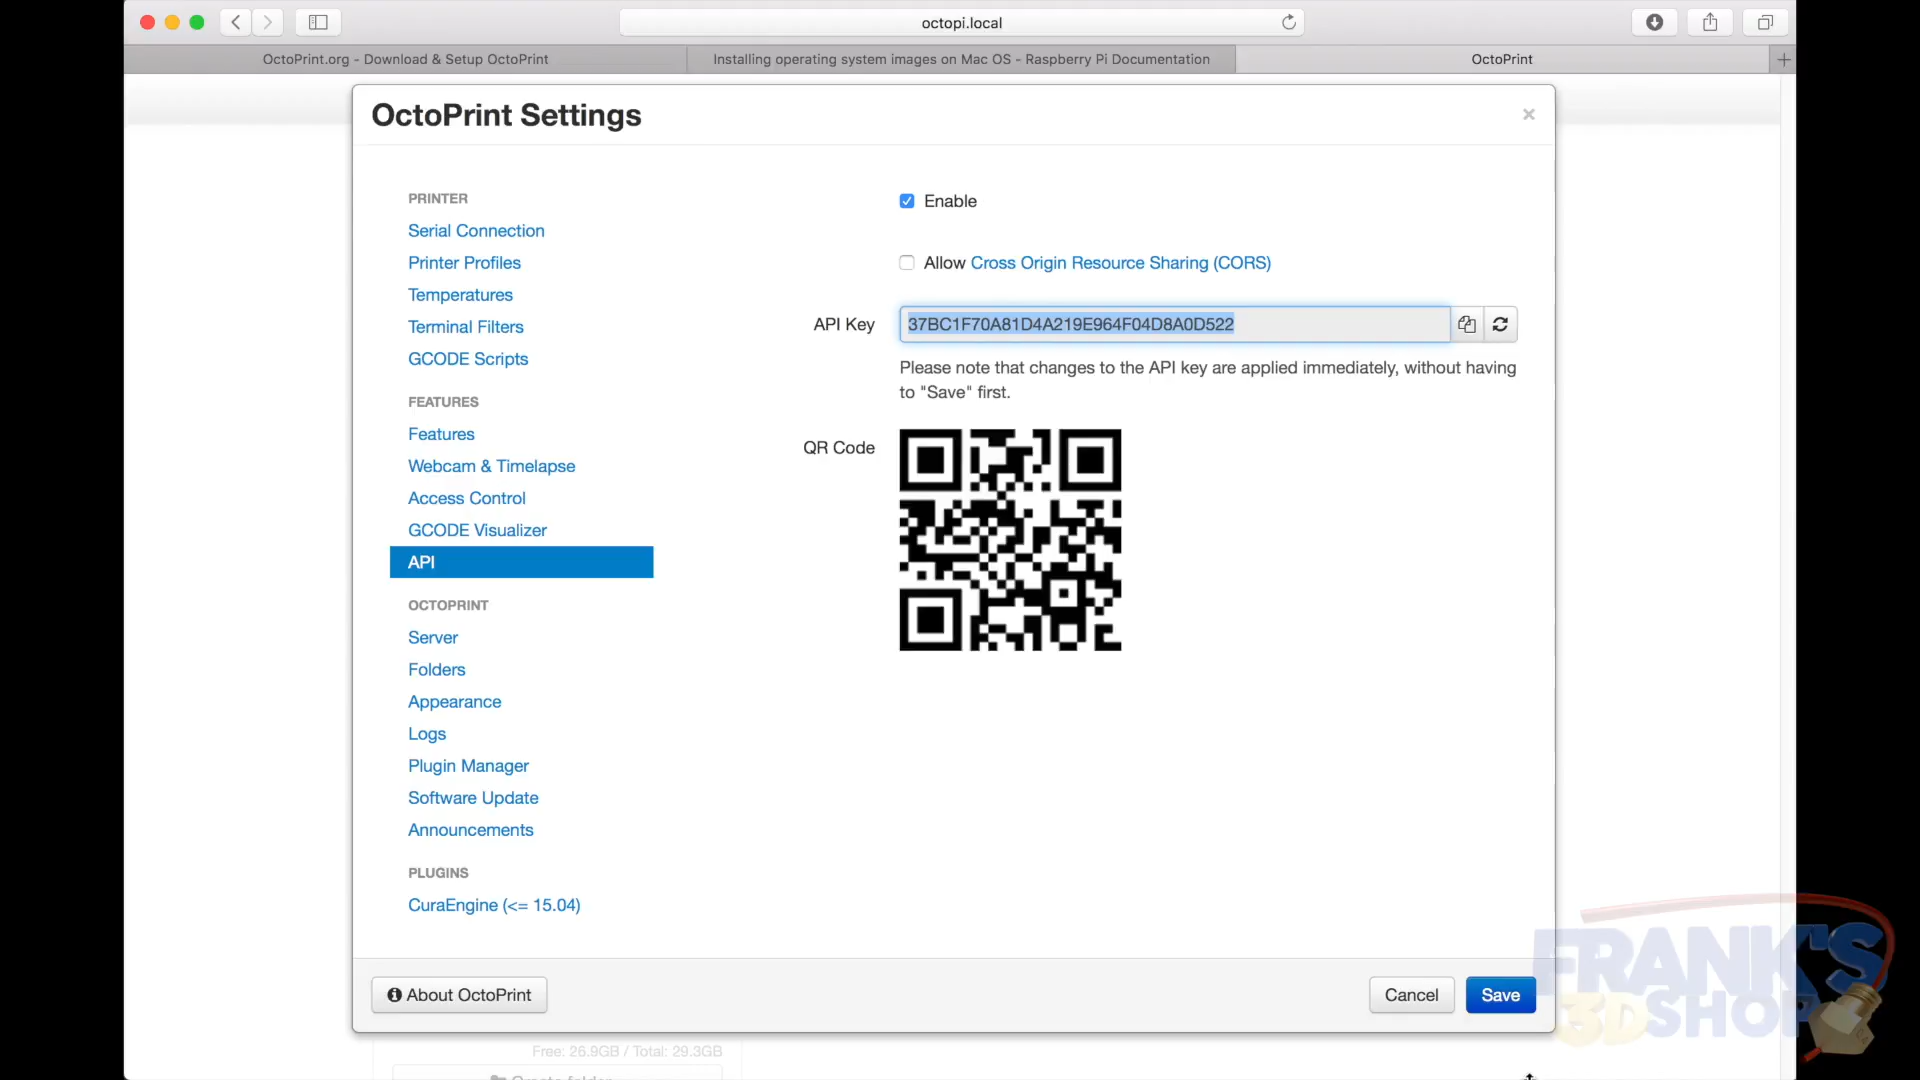 octopi.local
OctoPrint.org - Download & Setup OctoPrint
Installing operating system images on Mac OS - Raspberry Pi Documentation
OctoPrint
OctoPrint Settings
PRINTER
Serial Connection
Printer Profiles
Temperatures
Terminal Filters
GCODE Scripts
FEATURES
Features
Webcam & Timelapse
Access Control
GCODE Visualizer
API
OCTOPRINT
Server
Folders
Appearance
Logs
Plugin Manager
Software Update
Announcements
PLUGINS
CuraEngine (<= 15.04)
Enable
Allow Cross Origin Resource Sharing (CORS)
API Key
37BC1F70A81D4A219E964F04D8A0D522
Please note that changes to the API key are applied immediately, without having
to "Save" first.
QR Code
About OctoPrint
Cancel
Save
Free: 26.9GB / Total: 29.3GB
Create folder
FRANK'S
3DSHOP